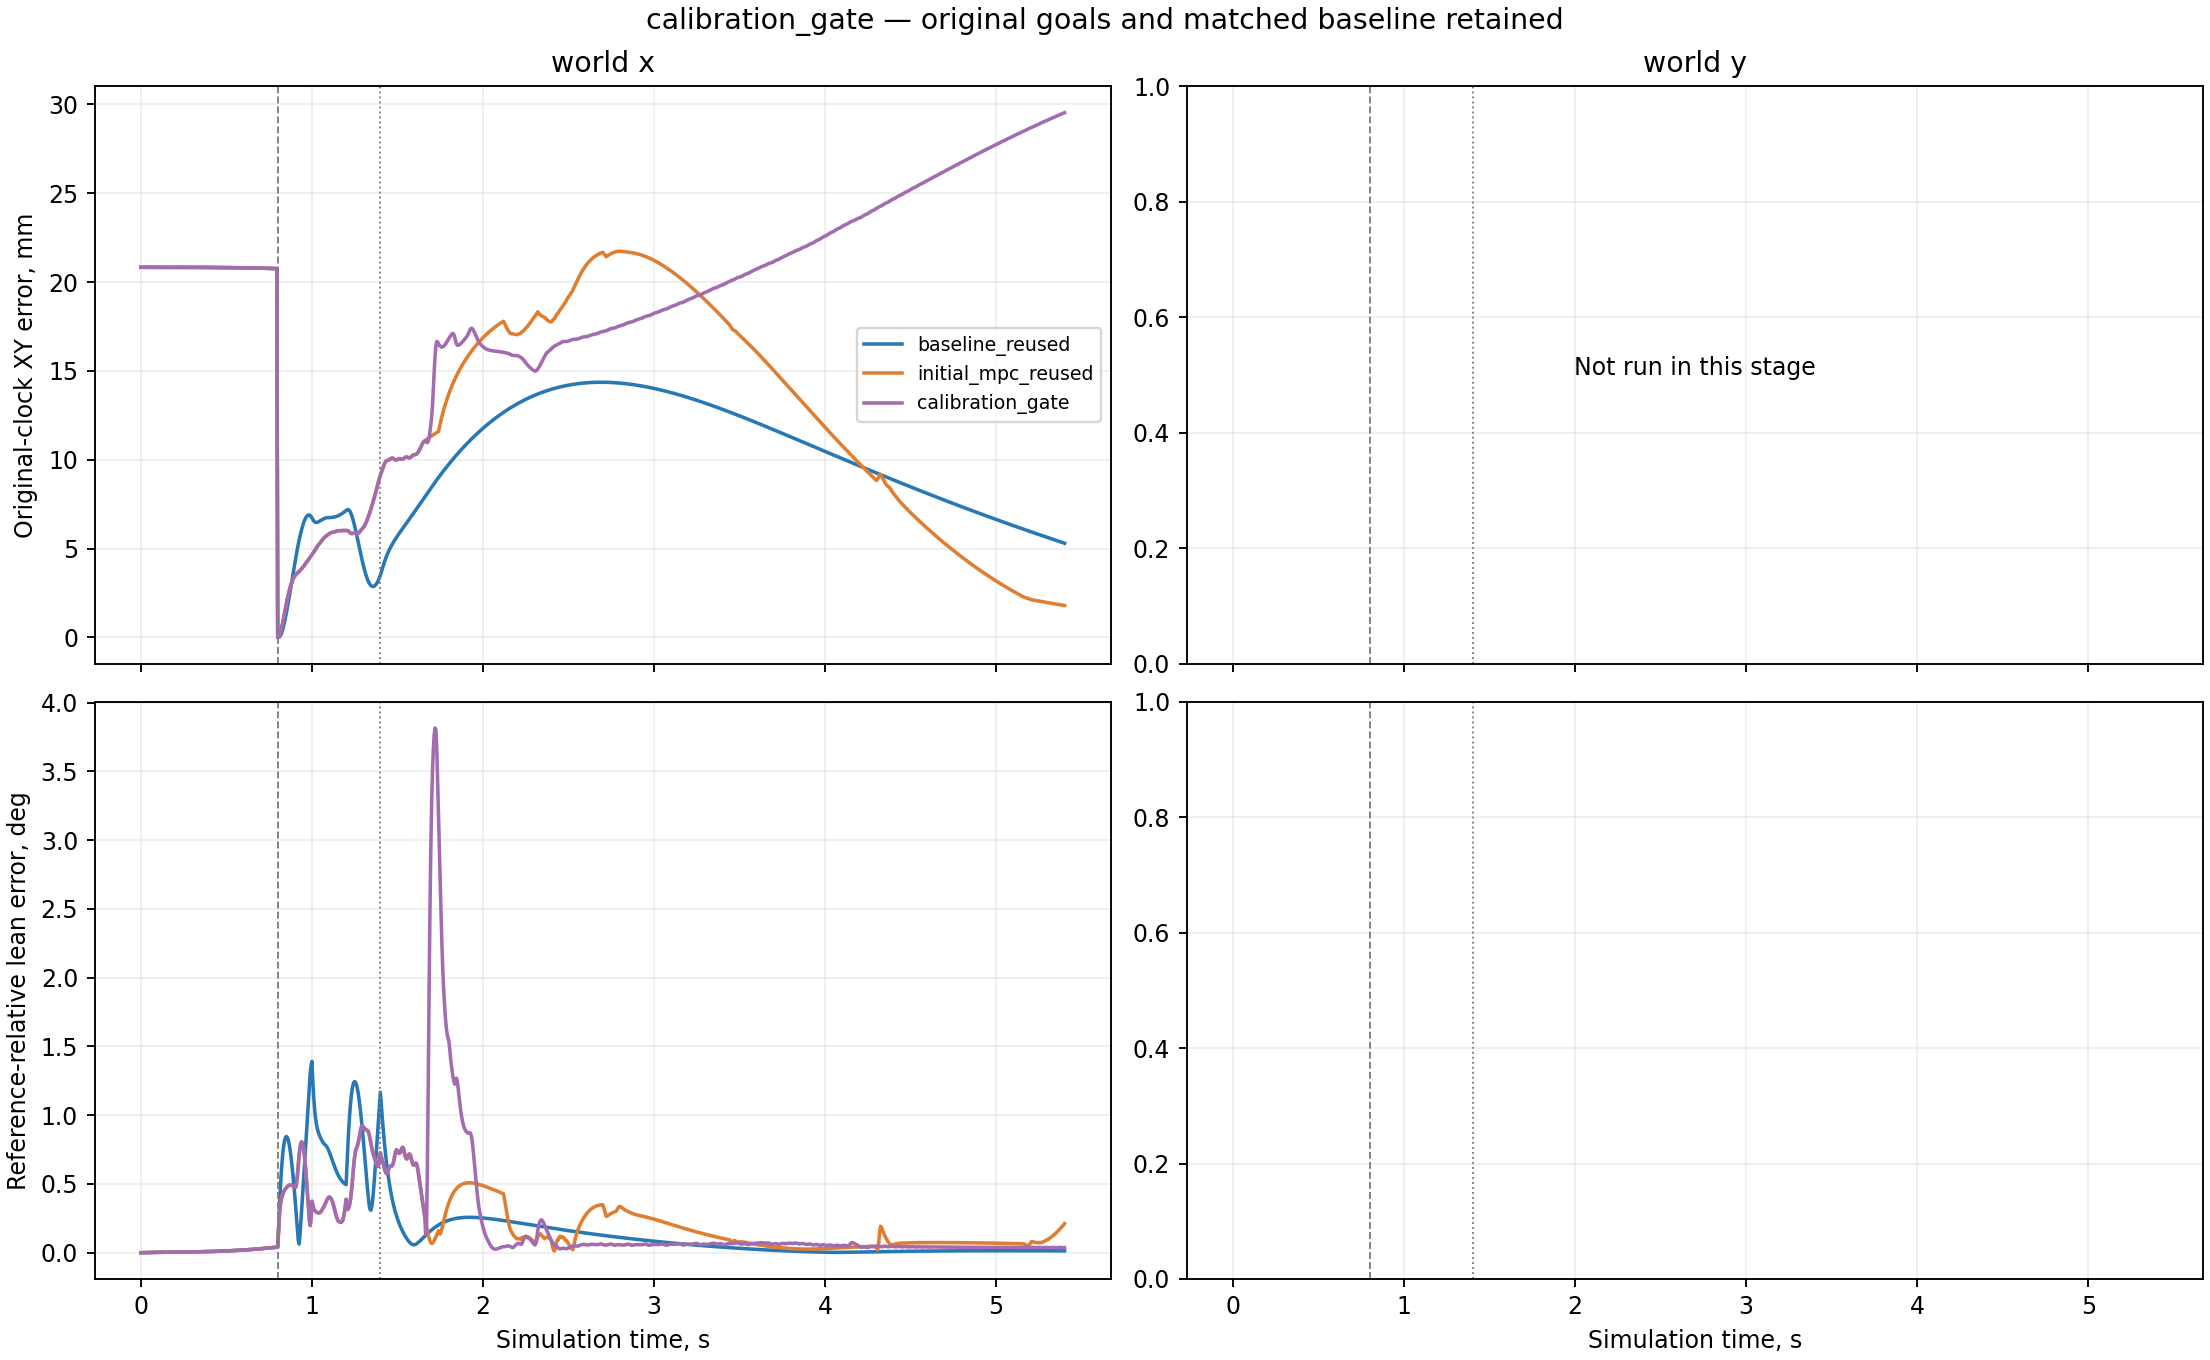 calibration_gate — original goals and matched baseline retained
world x
world y
Original-clock XY error, mm
30
25
20
15
10
5
0
baseline_reused
initial_mpc_reused
calibration_gate
1.0
0.8
0.6
0.4
0.2
0.0
Not run in this stage
Reference-relative lean error, deg
4.0
3.5
3.0
2.5
2.0
1.5
1.0
0.5
0.0
0 1 2 3 4 5
Simulation time, s
1.0
0.8
0.6
0.4
0.2
0.0
0 1 2 3 4 5
Simulation time, s